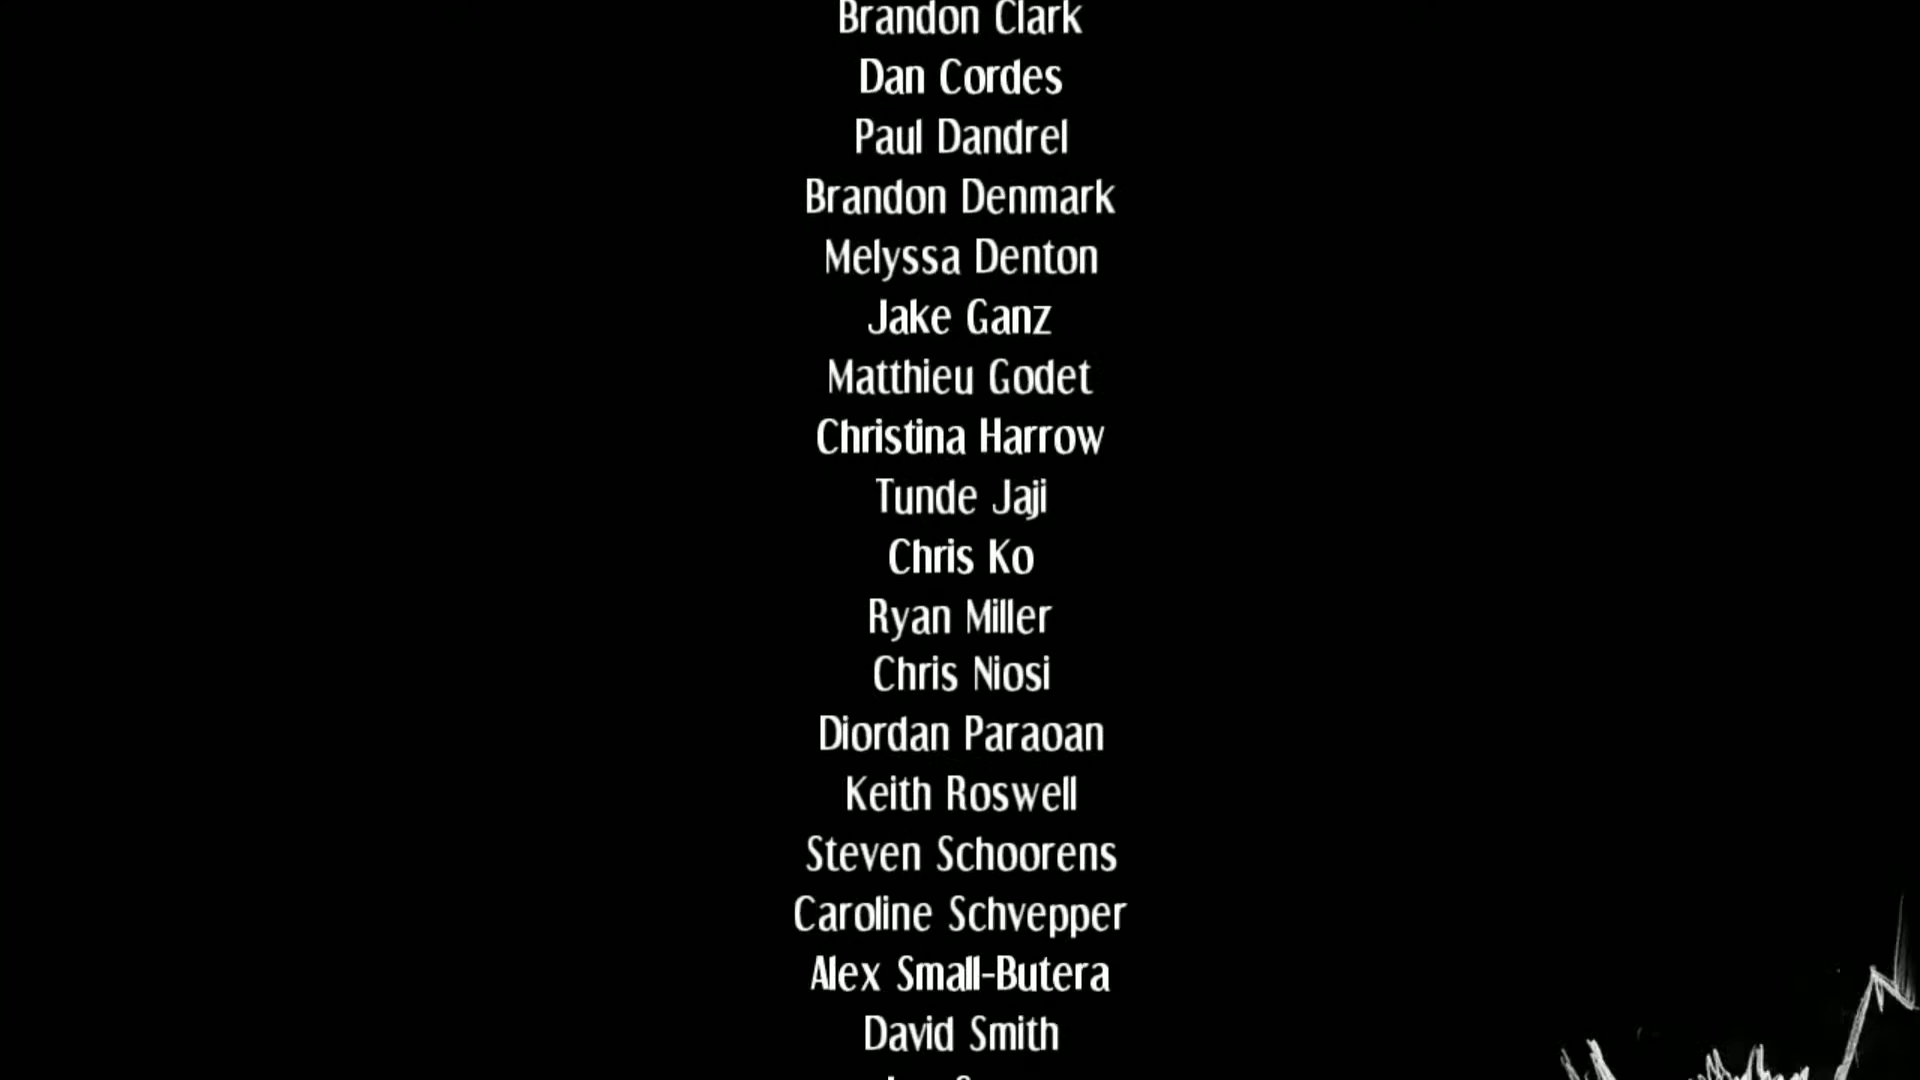 Brandon Clark
Dan Cordes
Paul Dandrel
Brandon Denmark
Melyssa Denton
Jake Ganz
Matthieu Godet
Christina Harrow
Tunde Jaji
Chris Ko
Ryan Miller
Chris Niosi
Diordan Paraoan
Keith Roswell
Steven Schoorens
Caroline Schvepper
Alex Small-Butera
David Smith